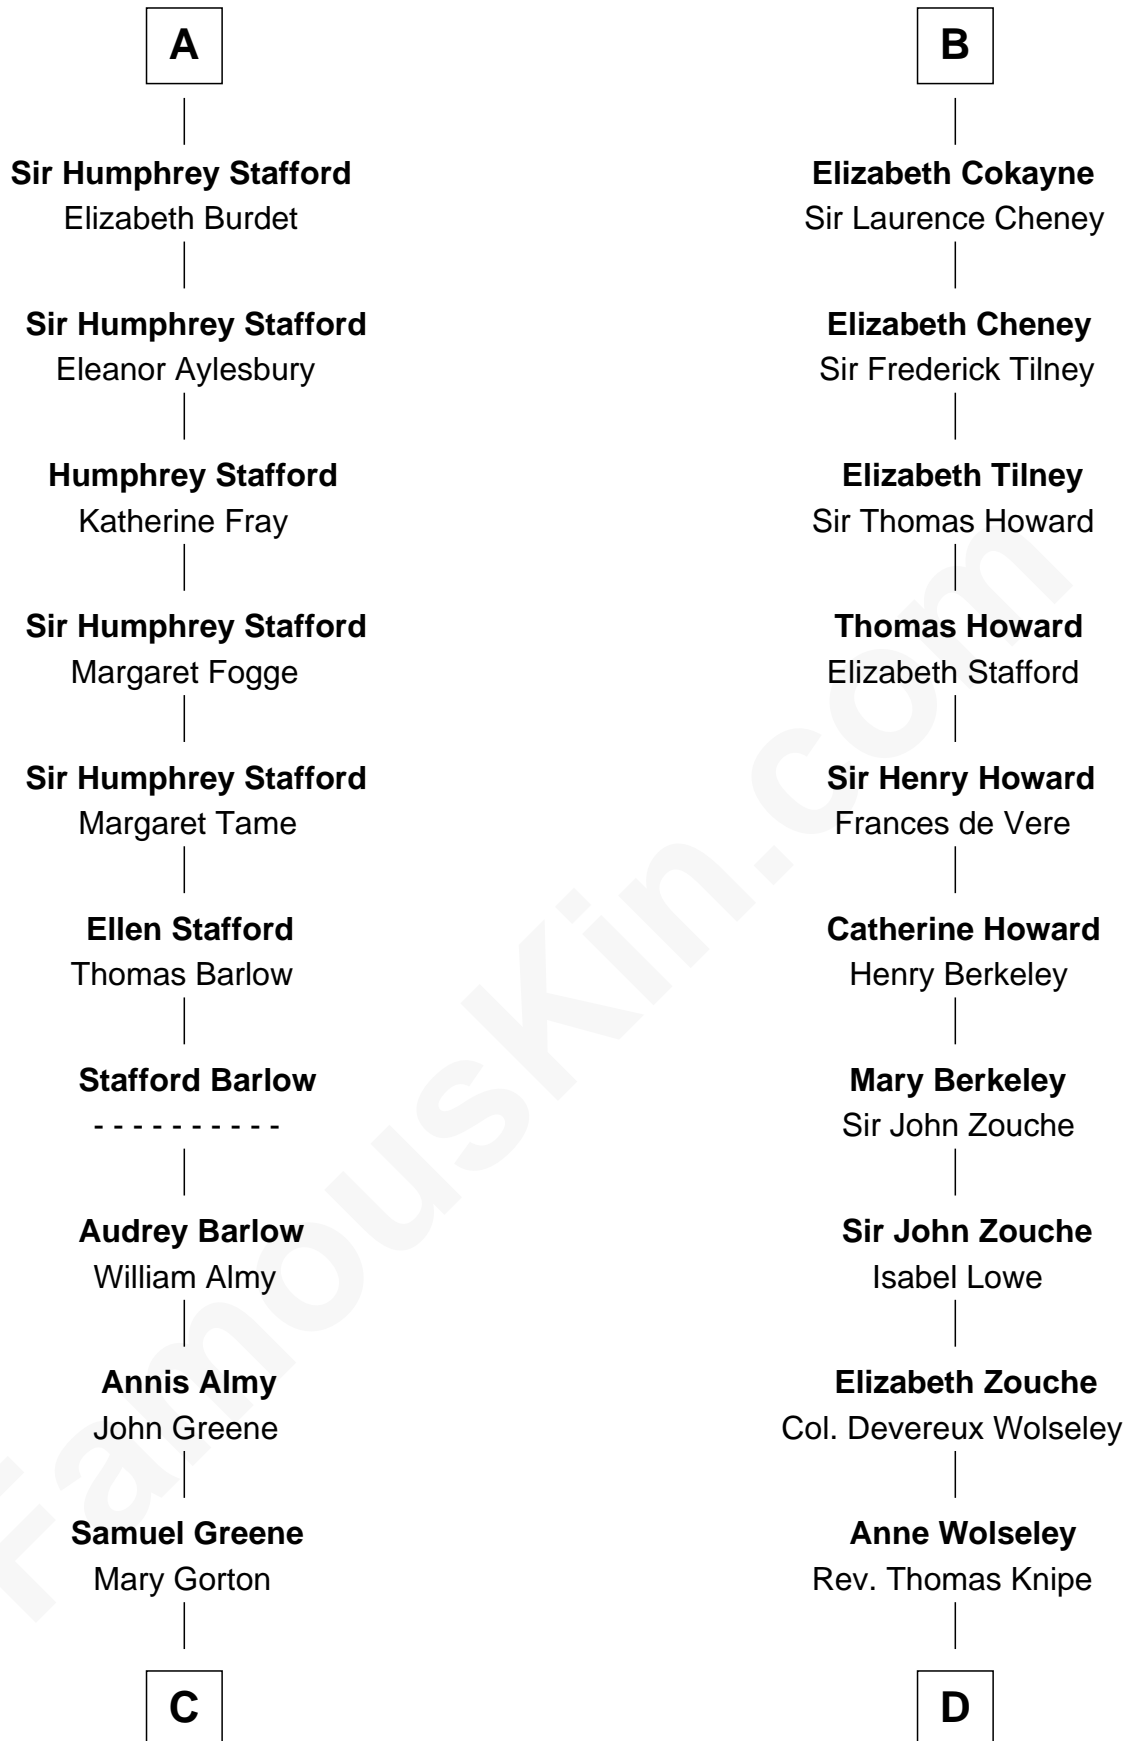 A
Sir Humphrey Stafford
Elizabeth Burdet
Sir Humphrey Stafford
Eleanor Aylesbury
Humphrey Stafford
Katherine Fray
Sir Humphrey Stafford
Margaret Fogge
Sir Humphrey Stafford
Margaret Tame
Ellen Stafford
Thomas Barlow
Stafford Barlow
- - - - - - - - - -
Audrey Barlow
William Almy
Annis Almy
John Greene
Samuel Greene
Mary Gorton
C
B
Elizabeth Cokayne
Sir Laurence Cheney
Elizabeth Cheney
Sir Frederick Tilney
Elizabeth Tilney
Sir Thomas Howard
Thomas Howard
Elizabeth Stafford
Sir Henry Howard
Frances de Vere
Catherine Howard
Henry Berkeley
Mary Berkeley
Sir John Zouche
Sir John Zouche
Isabel Lowe
Elizabeth Zouche
Col. Devereux Wolseley
Anne Wolseley
Rev. Thomas Knipe
D
FamousKin.com